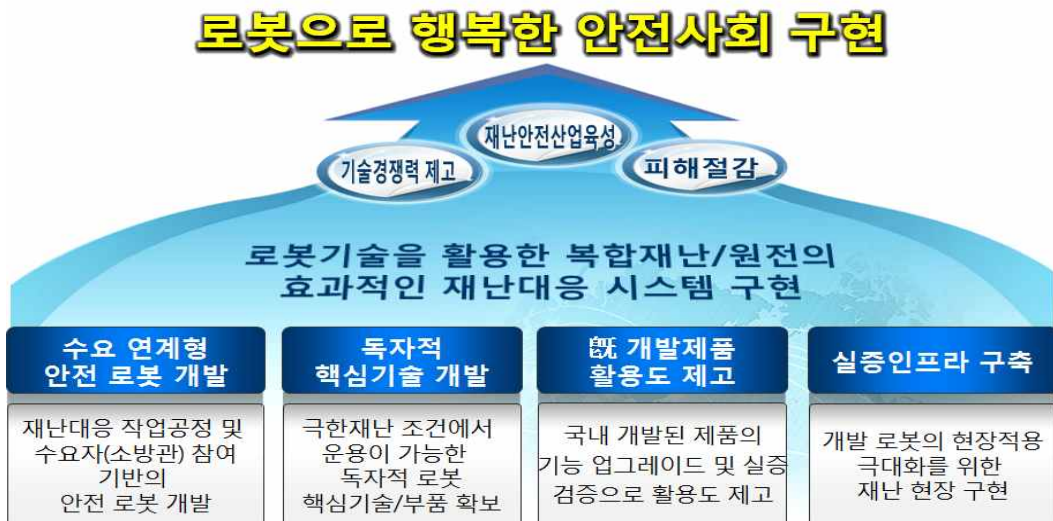 로봇으로 행복한 안전사회 구현
재난안전산업육성
기술경쟁력 제고
피해절감
로봇기술을 활용한 복합재난/원전의
효과적인 재난대응 시스템 구현
수요 연계형
안전 로봇 개발
독자적
핵심기술 개발
旣 개발제품
활용도 제고
실증인프라 구축
재난대응 작업공정 및
수요자(소방관) 참여
기반의
안전 로봇 개발
극한재난 조건에서
운용이 가능한
독자적 로봇
핵심기술/부품 확보
국내 개발된 제품의
기능 업그레이드 및 실증
검증으로 활용도 제고
개발 로봇의 현장적용
극대화를 위한
재난 현장 구현